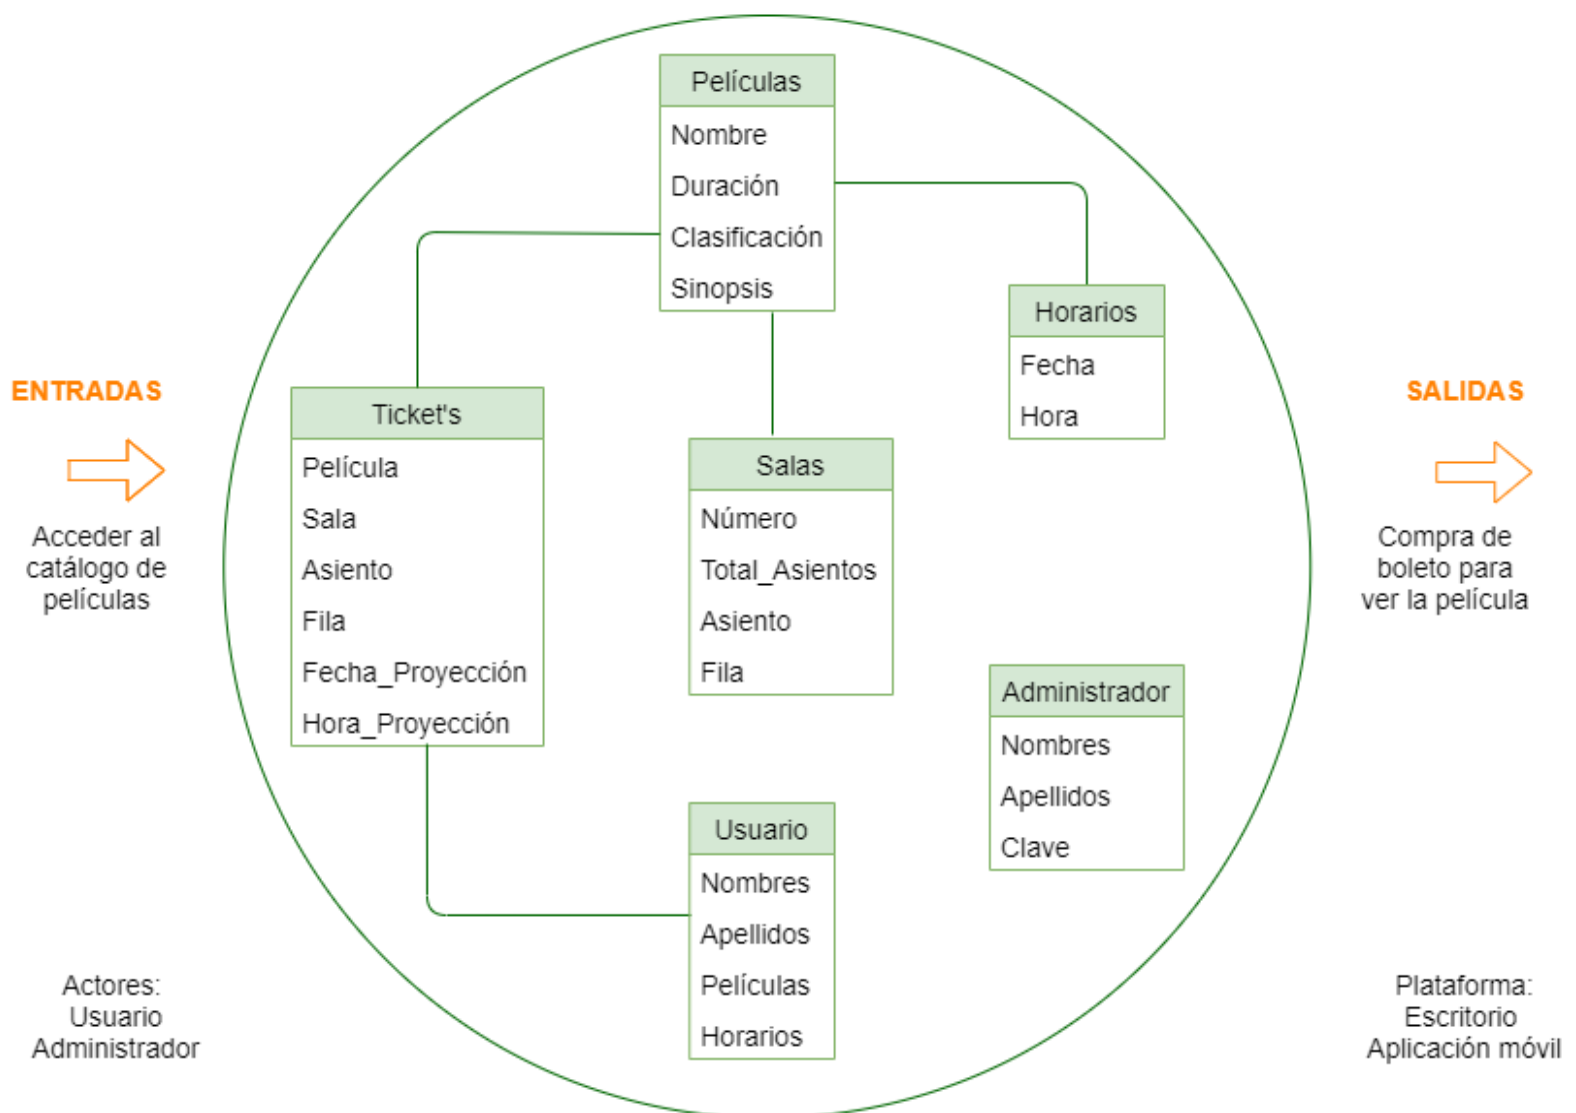 Películas
Nombre
Duración
Clasificación
Sinopsis
Horarios
Fecha
Hora
ENTRADAS
Acceder al
catálogo de
películas
Ticket's
Película
Sala
Asiento
Fila
Fecha_Proyección
Hora_Proyección
Salas
Número
Total_Asientos
Asiento
Fila
SALIDAS
Compra de
boleto para
ver la película
Administrador
Nombres
Apellidos
Clave
Usuario
Nombres
Apellidos
Películas
Horarios
Actores:
Usuario
Administrador
Plataforma:
Escritorio
Aplicación móvil